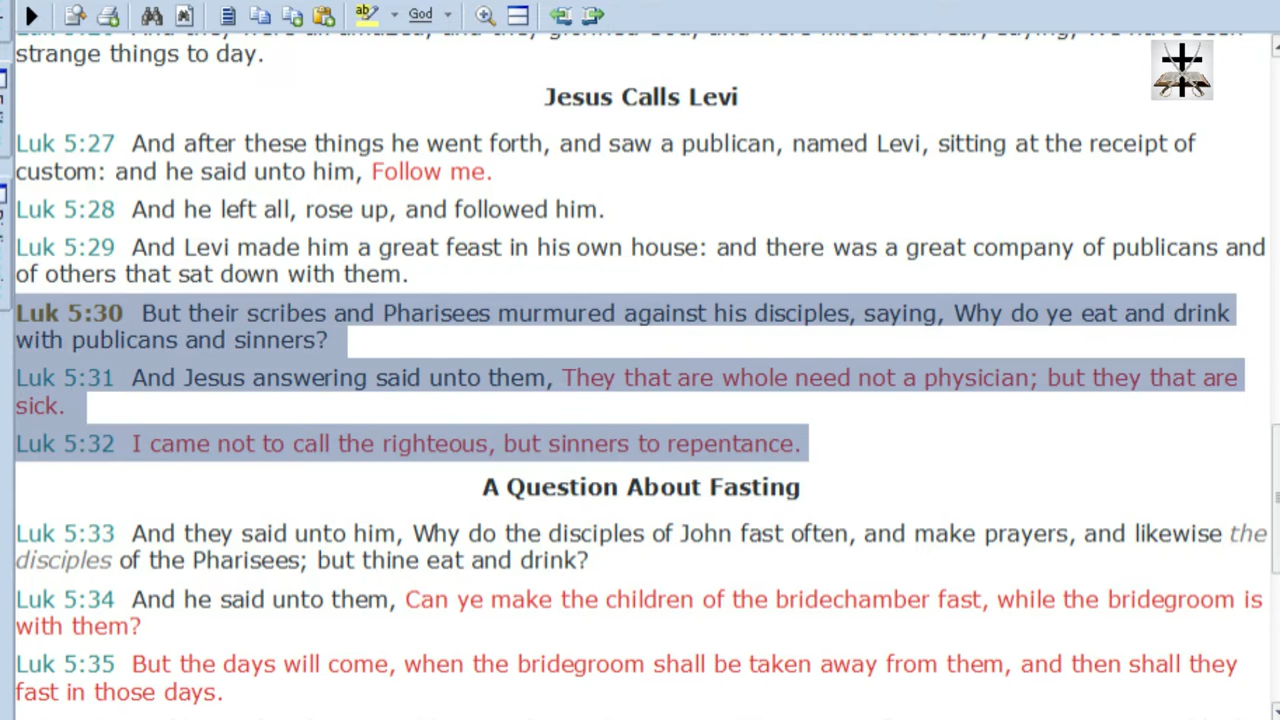 God
strange things to day.
Jesus Calls Levi
Luk 5:27 And after these things he went forth, and saw a publican, named Levi, sitting at the receipt of
custom: and he said unto him, Follow me.
Luk 5:28 And he left all, rose up, and followed him.
Luk 5:29 And Levi made him a great feast in his own house: and there was a great company of publicans and
of others that sat down with them.
Luk 5:30 But their scribes and Pharisees murmured against his disciples, saying, Why do ye eat and drink
with publicans and sinners?
Luk 5:31 And Jesus answering said unto them, They that are whole need not a physician; but they that are
sick.
Luk 5:32 I came not to call the righteous, but sinners to repentance.
A Question About Fasting
Luk 5:33 And they said unto him, Why do the disciples of John fast often, and make prayers, and likewise the
disciples of the Pharisees; but thine eat and drink?
Luk 5:34 And he said unto them, Can ye make the children of the bridechamber fast, while the bridegroom is
with them?
Luk 5:35 But the days will come, when the bridegroom shall be taken away from them, and then shall they
fast in those days.